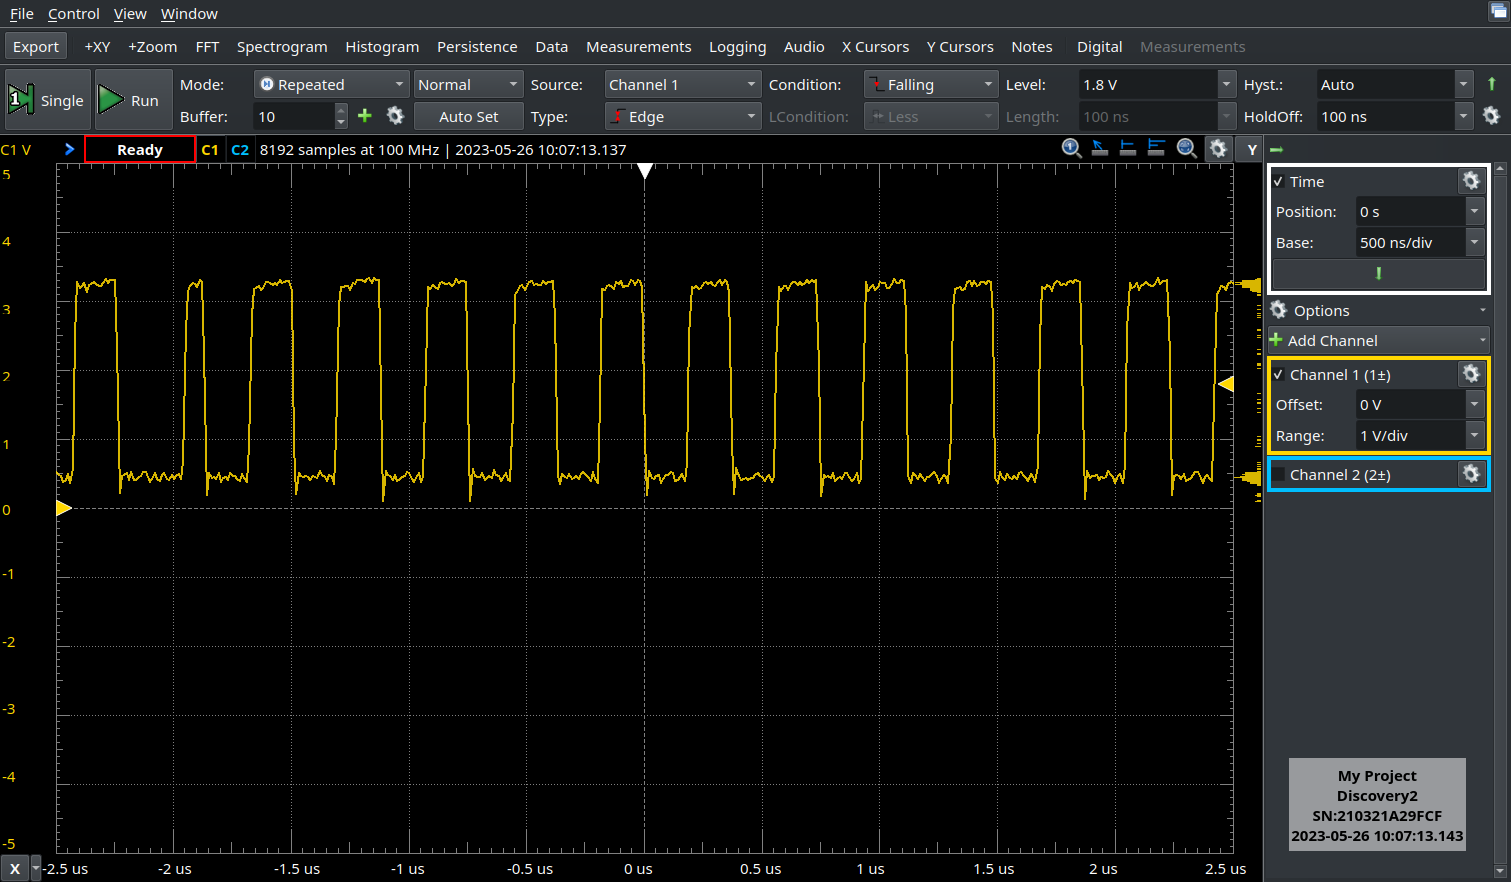 File Control View Window
Export +XY +Zoom FFT Spectrogram Histogram Persistence Data Measurements Logging Audio X Cursors Y Cursors Notes Digital Measurements
1 Single Run Mode: Repeated Normal Source: Channel 1 Condition: Falling Level: 1.8 V Hyst.: Auto
Buffer: 10 Auto Set Type: Edge LCondition: Less Length: 100 ns HoldOff: 100 ns
C1 V Ready C1 C2 8192 samples at 100 MHz | 2023-05-26 10:07:13.137 Y
5
4
3
2
1
0
-1
-2
-3
-4
-5
X -2.5 us -2 us -1.5 us -1 us -0.5 us 0 us 0.5 us 1 us 1.5 us 2 us 2.5 us
Time
Position: 0 s
Base: 500 ns/div
Options
Add Channel
Channel 1 (1±)
Offset: 0 V
Range: 1 V/div
Channel 2 (2±)
My Project
Discovery2
SN:210321A29FCF
2023-05-26 10:07:13.143